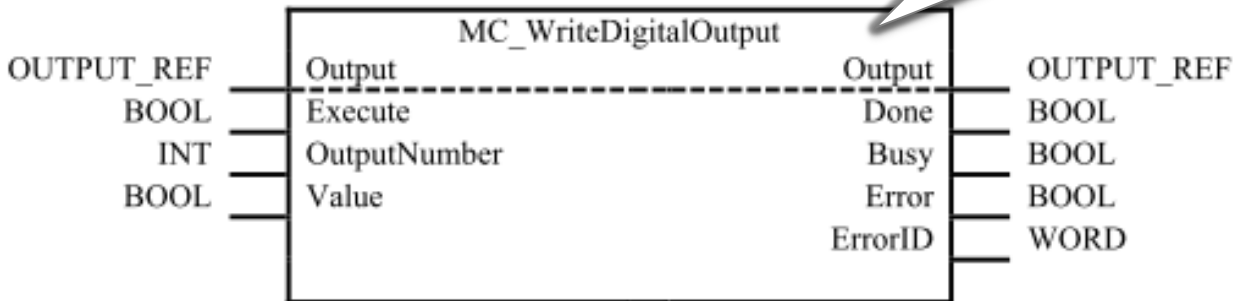 MC_WriteDigitalOutput
OUTPUT_REF Output Output OUTPUT_REF
BOOL Execute Done BOOL
INT OutputNumber Busy BOOL
BOOL Value Error BOOL
ErrorID WORD